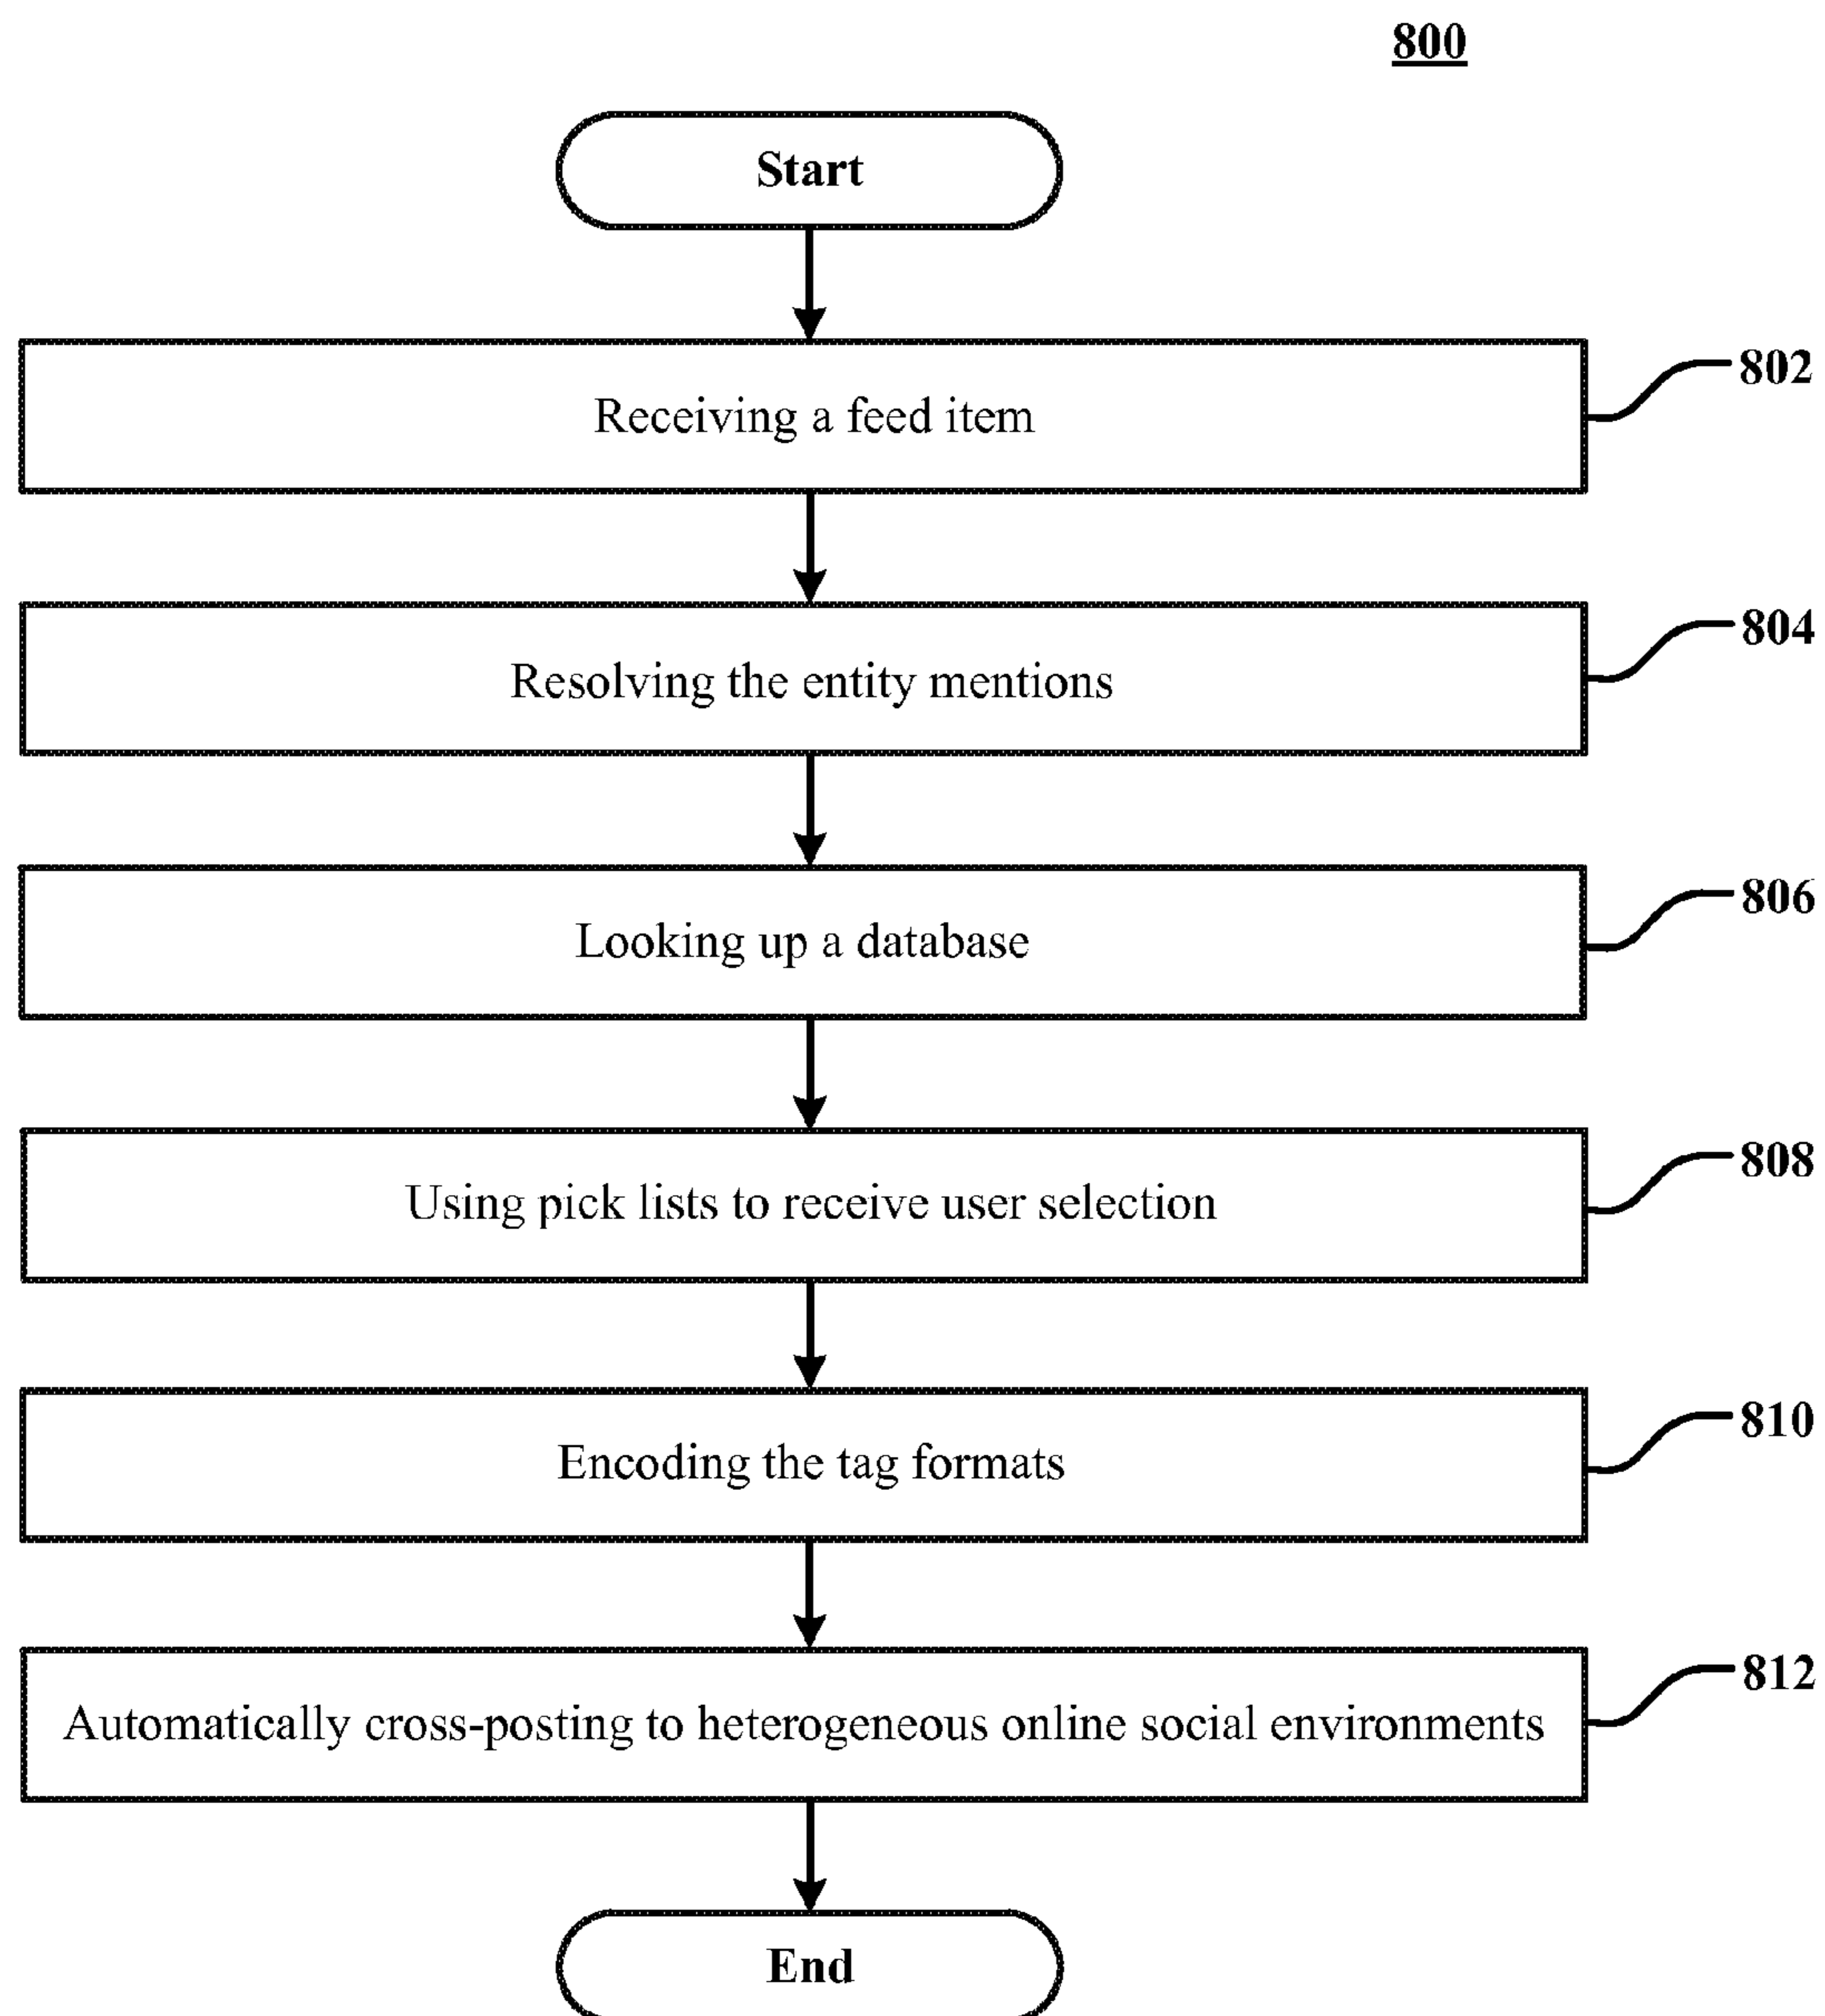 800
Start
Receiving a feed item
802
Resolving the entity mentions
804
Looking up a database
806
Using pick lists to receive user selection
808
Encoding the tag formats
810
Automatically cross-posting to heterogeneous online social environments
812
End